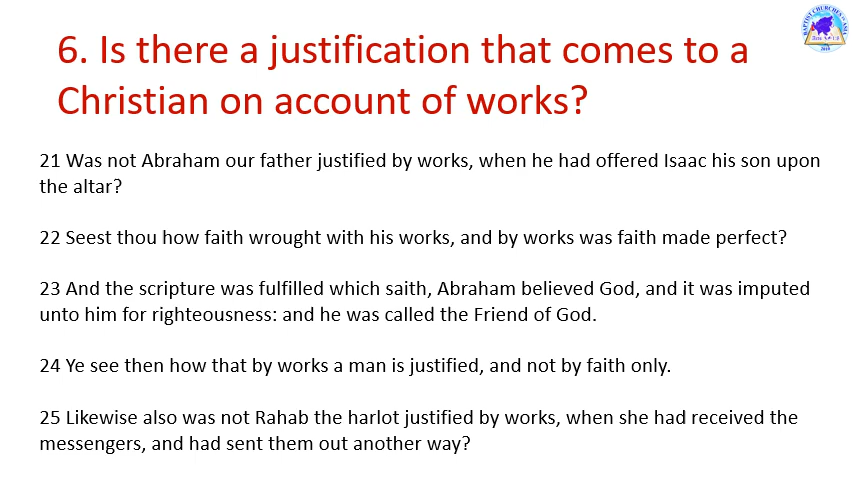 6. Is there a justification that comes to a
Christian on account of works?
21 Was not Abraham our father justified by works, when he had offered Isaac his son upon
the altar?
22 Seest thou how faith wrought with his works, and by works was faith made perfect?
23 And the scripture was fulfilled which saith, Abraham believed God, and it was imputed
unto him for righteousness: and he was called the Friend of God.
24 Ye see then how that by works a man is justified, and not by faith only.
25 Likewise also was not Rahab the harlot justified by works, when she had received the
messengers, and had sent them out another way?